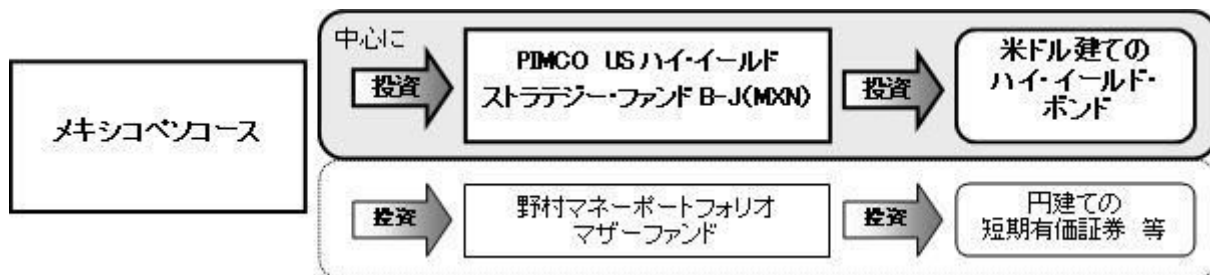 メキシコペソコース
中心に
投資
PIMCO USハイ・イールド
ストラテジー・ファンド B-J(MXN)
投資
米ドル建ての
ハイ・イールド・
ボンド
投資
野村マネーポートフォリオ
マザーファンド
投資
円建ての
短期有価証券 等